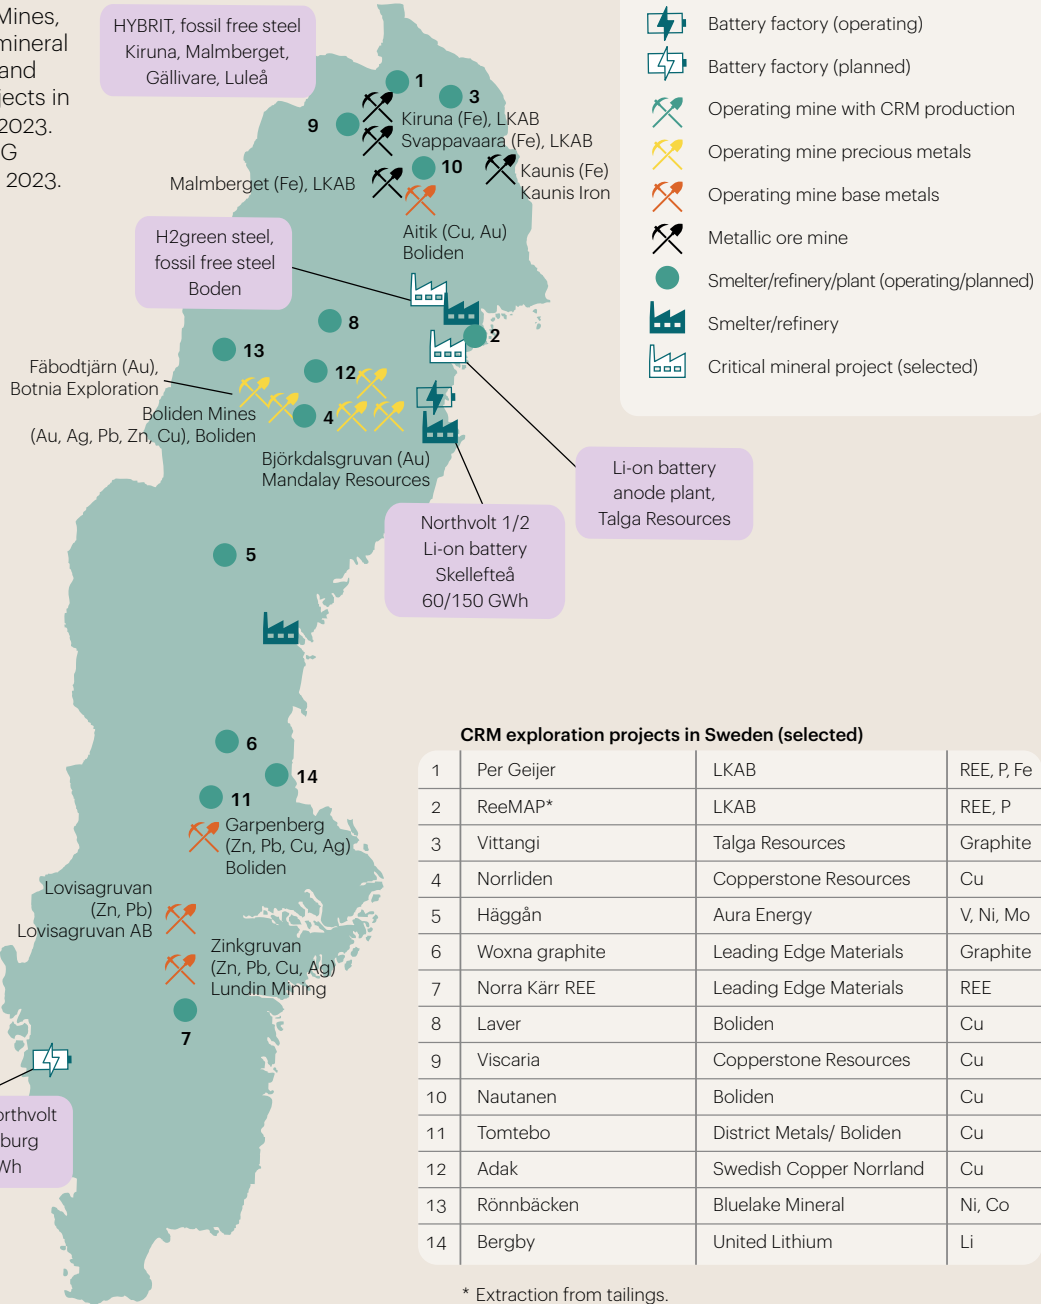 Mines,
mineral
and
jects in
2023.
G
2023.
HYBRIT, fossil free steel
Kiruna, Malmberget,
Gällivare, Luleå
Battery factory (operating)
Battery factory (planned)
Operating mine with CRM production
Operating mine precious metals
Operating mine base metals
Metallic ore mine
Smelter/refinery/plant (operating/planned)
Smelter/refinery
Critical mineral project (selected)
1
3
9
Kiruna (Fe), LKAB
Svappavaara (Fe), LKAB
10
Kaunis (Fe)
Kaunis Iron
Malmberget (Fe), LKAB
Aitik (Cu, Au)
Boliden
H2green steel,
fossil free steel
Boden
8
2
13
12
Fäbodtjärn (Au),
Botnia Exploration
4
Boliden Mines
(Au, Ag, Pb, Zn, Cu), Boliden
Björkdalsgruvan (Au)
Mandalay Resources
Li-on battery
anode plant,
Talga Resources
Northvolt 1/2
Li-on battery
Skellefteå
60/150 GWh
5
6
14
11
Garpenberg
(Zn, Pb, Cu, Ag)
Boliden
Lovisagruvan
(Zn, Pb)
Lovisagruvan AB
Zinkgruvan
(Zn, Pb, Cu, Ag)
Lundin Mining
7
orthvolt
burg
Wh
CRM exploration projects in Sweden (selected)
1 Per Geijer LKAB REE, P, Fe
2 ReeMAP* LKAB REE, P
3 Vittangi Talga Resources Graphite
4 Norrliden Copperstone Resources Cu
5 Häggån Aura Energy V, Ni, Mo
6 Woxna graphite Leading Edge Materials Graphite
7 Norra Kärr REE Leading Edge Materials REE
8 Laver Boliden Cu
9 Viscaria Copperstone Resources Cu
10 Nautanen Boliden Cu
11 Tomtebo District Metals/ Boliden Cu
12 Adak Swedish Copper Norrland Cu
13 Rönnbäcken Bluelake Mineral Ni, Co
14 Bergby United Lithium Li
* Extraction from tailings.